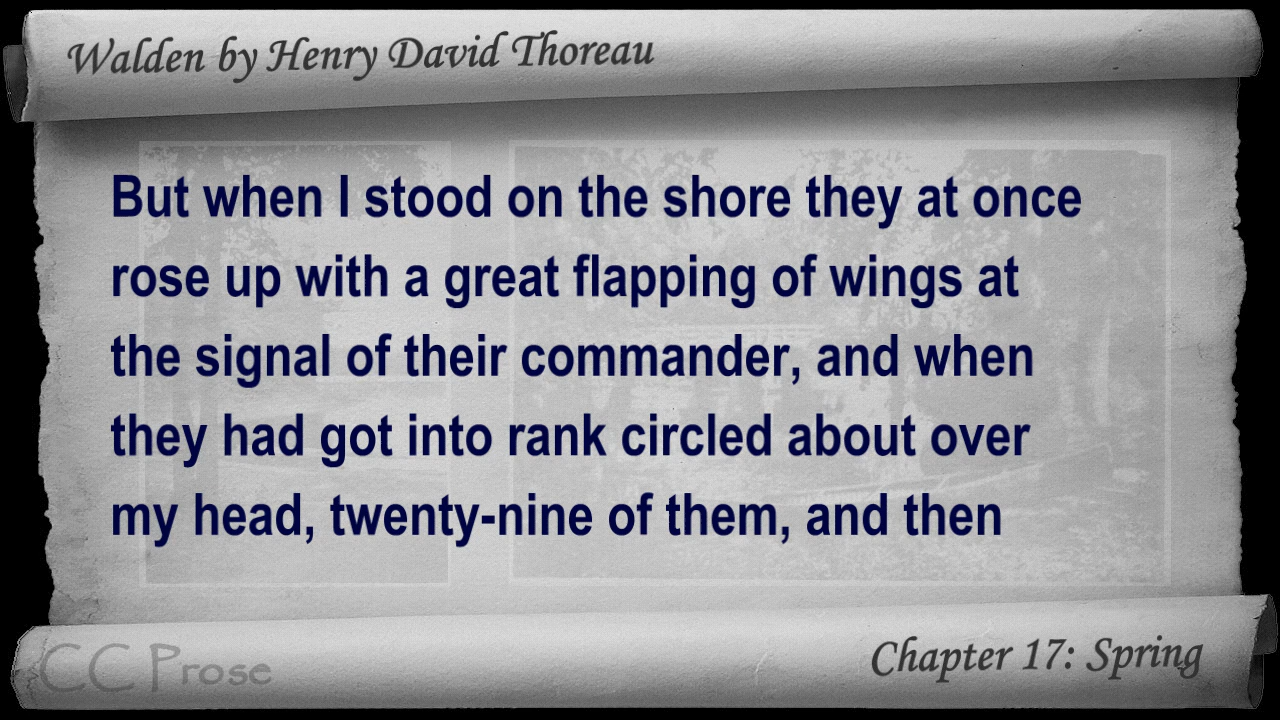 Walden by Henry David Thoreau
But when I stood on the shore they at once
rose up with a great flapping of wings at
the signal of their commander, and when
they had got into rank circled about over
my head, twenty-nine of them, and then
CC Prose
Chapter 17: Spring